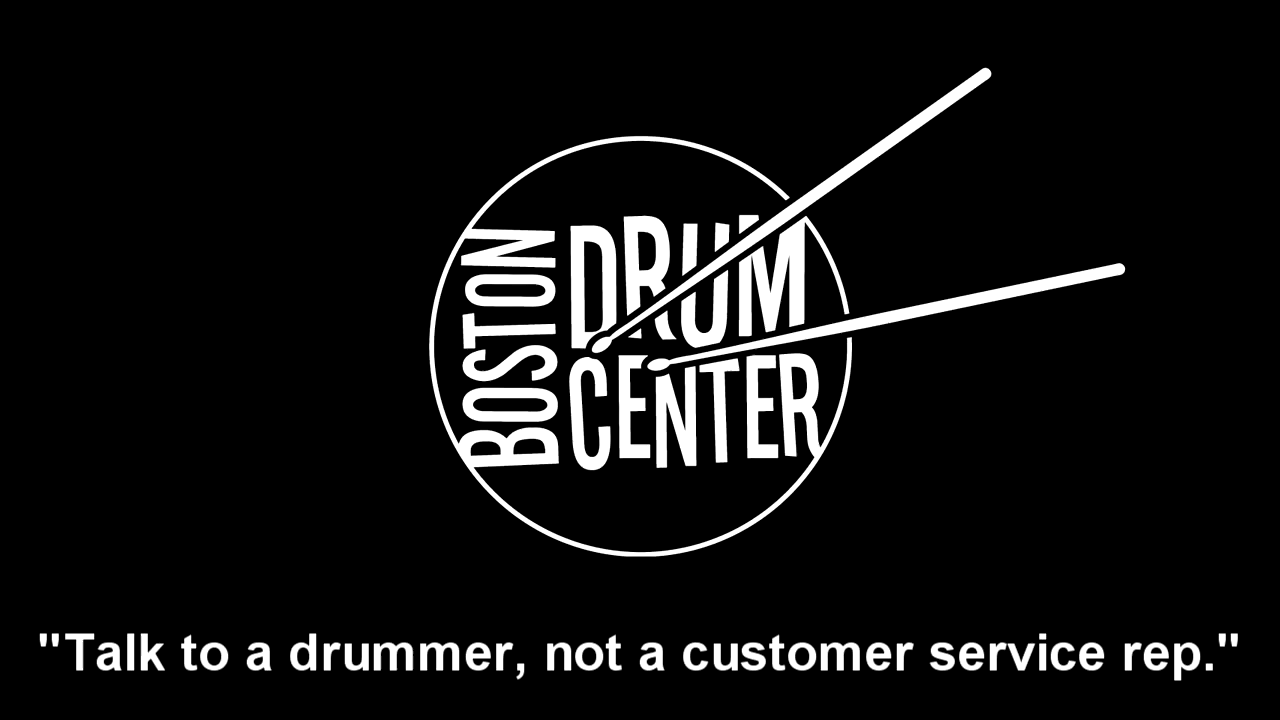 BOSTON
DRUM
CENTER
"Talk to a drummer, not a customer service rep."